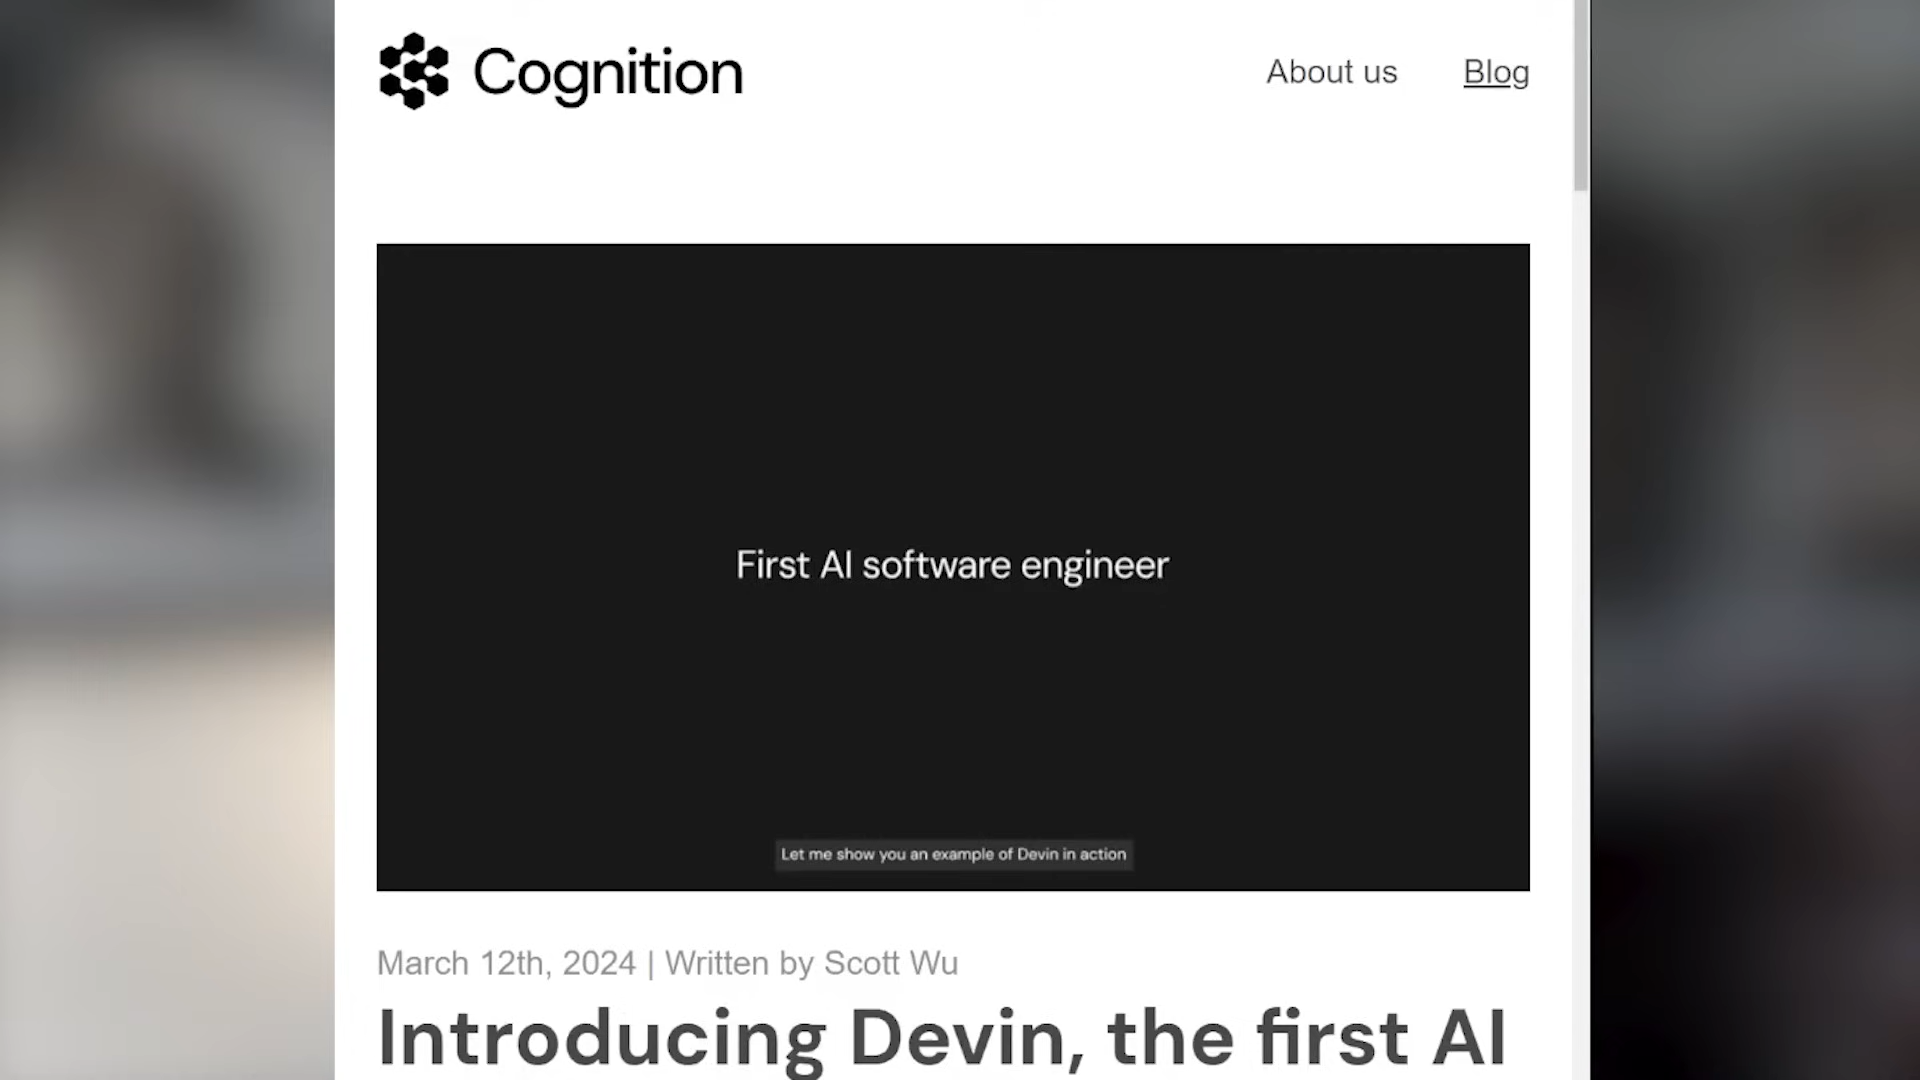 Cognition
About us
Blog
First AI software engineer
Let me show you an example of Devin in action
March 12th, 2024 | Written by Scott Wu
Introducing Devin, the first AI